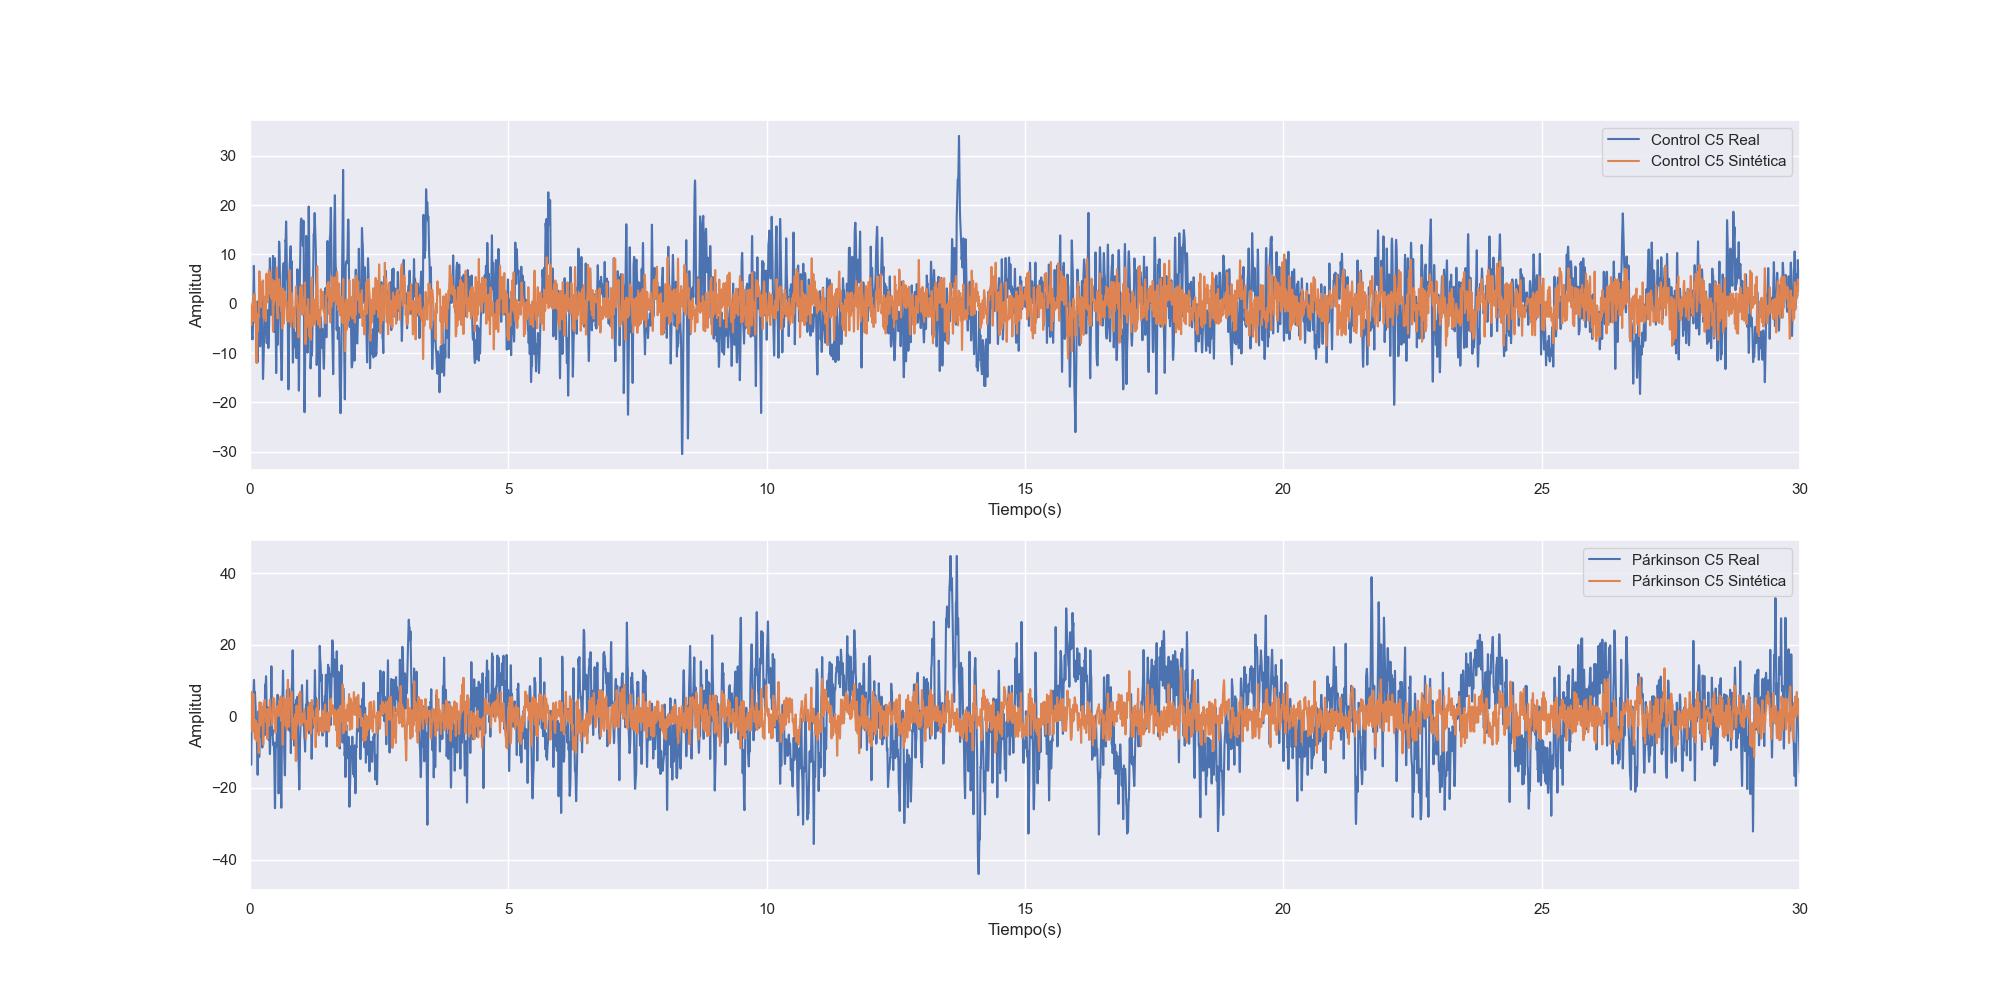 Control C5 Real
Control C5 Sintética
Amplitud
30
20
10
0
−10
−20
−30
0 5 10 15 20 25 30
Tiempo(s)
Párkinson C5 Real
Párkinson C5 Sintética
Amplitud
40
20
0
−20
−40
0 5 10 15 20 25 30
Tiempo(s)